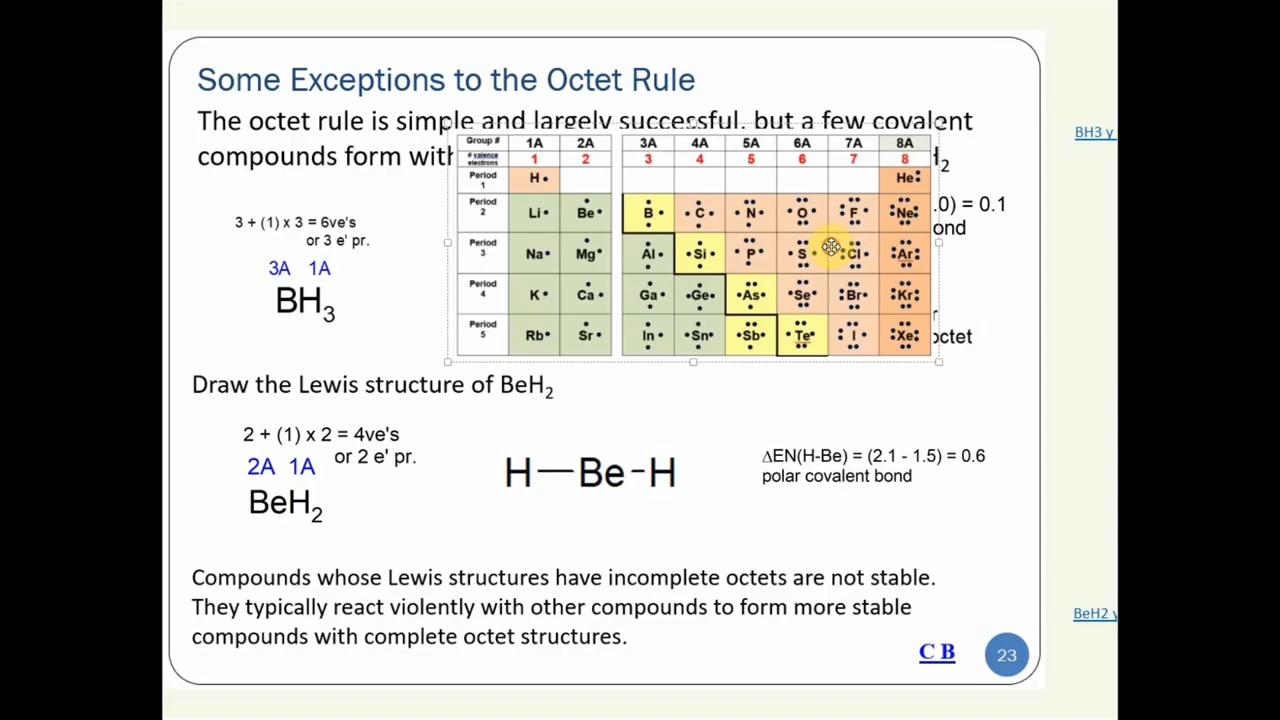 Some Exceptions to the Octet Rule
The octet rule is simple and largely successful, but a few covalent
compounds form with
BH3 y
3 + (1) x 3 = 6ve's
or 3 e' pr.
3A 1A
BH3
Group # 1A 2A 3A 4A 5A 6A 7A 8A
# valence electrons 1 2 3 4 5 6 7 8
Period 1 H He
Period 2 Li Be B C N O F Ne
Period 3 Na Mg Al Si P S Cl Ar
Period 4 K Ca Ga Ge As Se Br Kr
Period 5 Rb Sr In Sn Sb Te I Xe
2
.0) = 0.1
ond
octet
Draw the Lewis structure of BeH2
2 + (1) x 2 = 4ve's
or 2 e' pr.
2A 1A
BeH2
H — Be - H
ΔEN(H-Be) = (2.1 - 1.5) = 0.6
polar covalent bond
Compounds whose Lewis structures have incomplete octets are not stable.
They typically react violently with other compounds to form more stable
compounds with complete octet structures.
BeH2 y
C B
23